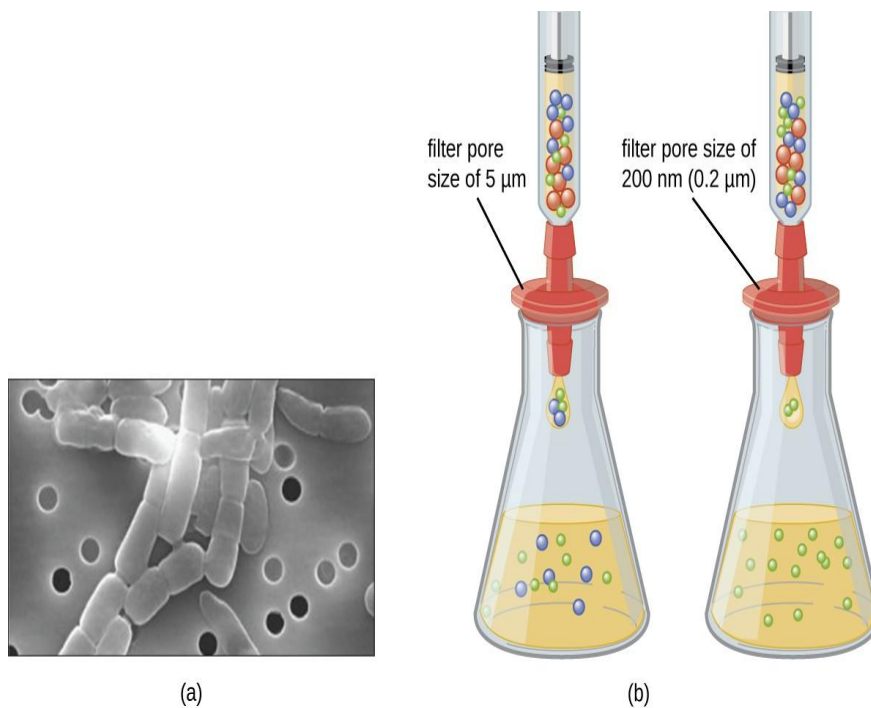 filter pore
size of 5 µm
filter pore size of
200 nm (0.2 µm)
(a)
(b)